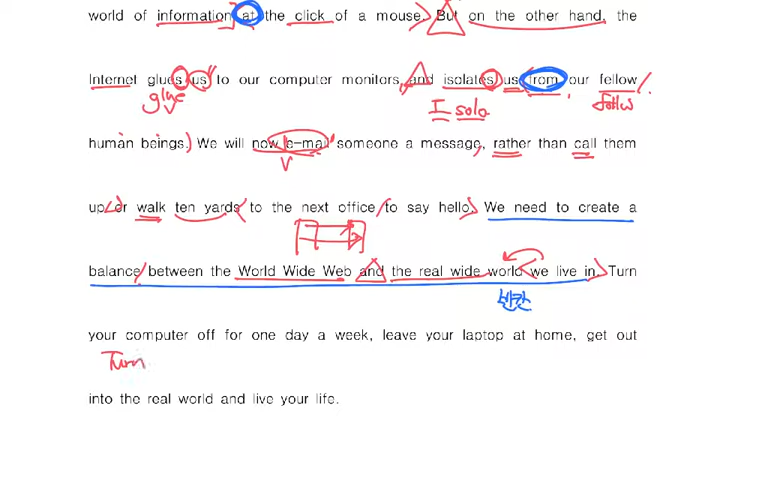 world of information at the click of a mouse. But on the other hand, the
Internet glues us to our computer monitors, and isolates us from our fellow
glue
I solo
follow
human beings. We will now e-mail someone a message, rather than call them
V
up or walk ten yards to the next office to say hello. We need to create a
balance between the World Wide Web and the real wide world we live in. Turn
빈칸
your computer off for one day a week, leave your laptop at home, get out
Turn
into the real world and live your life.